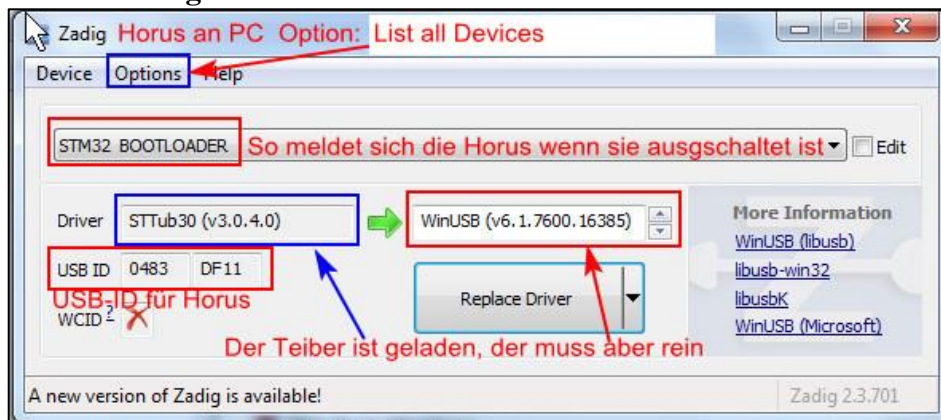 Zadig Horus an PC Option: List all Devices
Device Options Help
STM32 BOOTLOADER So meldet sich die Horus wenn sie ausgschaltet ist Edit
Driver STTub30 (v3.0.4.0) WinUSB (v6.1.7600.16385) More Information
WinUSB (libusb)
USB ID 0483 DF11 libusb-win32
USB-ID für Horus Replace Driver libusbK
WCID ? WinUSB (Microsoft)
Der Teiber ist geladen, der muss aber rein
A new version of Zadig is available! Zadig 2.3.701